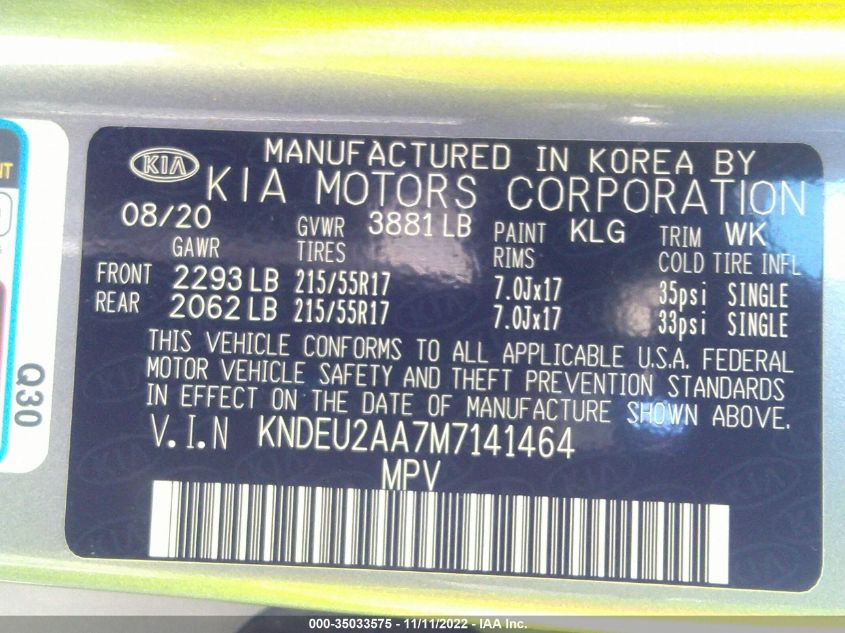 KIA
MANUFACTURED IN KOREA BY
KIA MOTORS CORPORATION
08/20 GVWR 3881 LB PAINT KLG TRIM WK
GAWR TIRES RIMS COLD TIRE INFL
FRONT 2293 LB 215/55R17 7.0Jx17 35psi SINGLE
REAR 2062 LB 215/55R17 7.0Jx17 33psi SINGLE
THIS VEHICLE CONFORMS TO ALL APPLICABLE U.S.A. FEDERAL
MOTOR VEHICLE SAFETY AND THEFT PREVENTION STANDARDS
IN EFFECT ON THE DATE OF MANUFACTURE SHOWN ABOVE.
V.I.N KNDEU2AA7M7141464
MPV
Q30
000-35033575 - 11/11/2022 - IAA Inc.